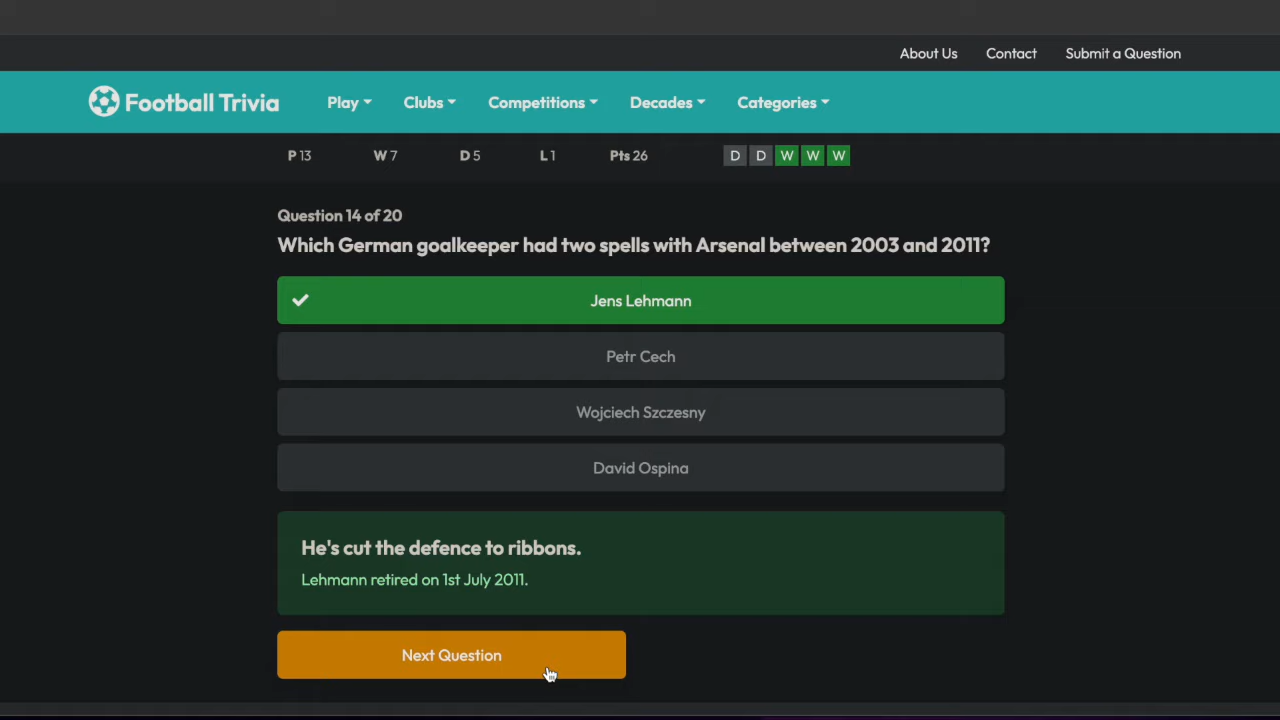 About Us Contact Submit a Question
Football Trivia Play Clubs Competitions Decades Categories
P 13 W 7 D 5 L 1 Pts 26 D D W W W
Question 14 of 20
Which German goalkeeper had two spells with Arsenal between 2003 and 2011?
Jens Lehmann
Petr Cech
Wojciech Szczesny
David Ospina
He's cut the defence to ribbons.
Lehmann retired on 1st July 2011.
Next Question